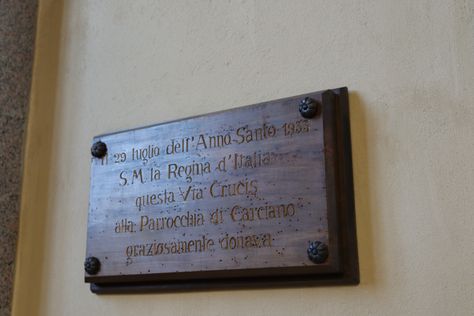 Il 29 luglio dell'Anno Santo 1933
S. M. la Regina d'Italia
questa Via Crucis
alla Parrocchia di Carciano
graziosamente donava